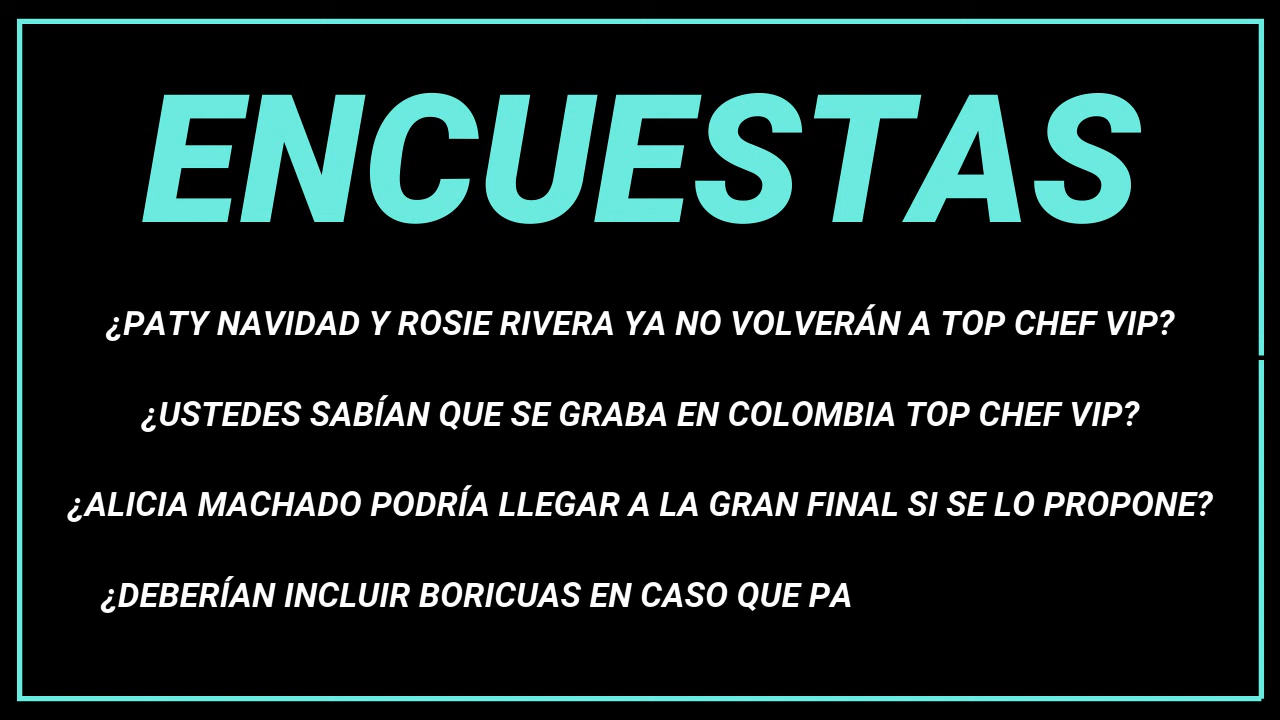 ENCUESTAS
¿PATY NAVIDAD Y ROSIE RIVERA YA NO VOLVERÁN A TOP CHEF VIP?
¿USTEDES SABÍAN QUE SE GRABA EN COLOMBIA TOP CHEF VIP?
¿ALICIA MACHADO PODRÍA LLEGAR A LA GRAN FINAL SI SE LO PROPONE?
¿DEBERÍAN INCLUIR BORICUAS EN CASO QUE PA